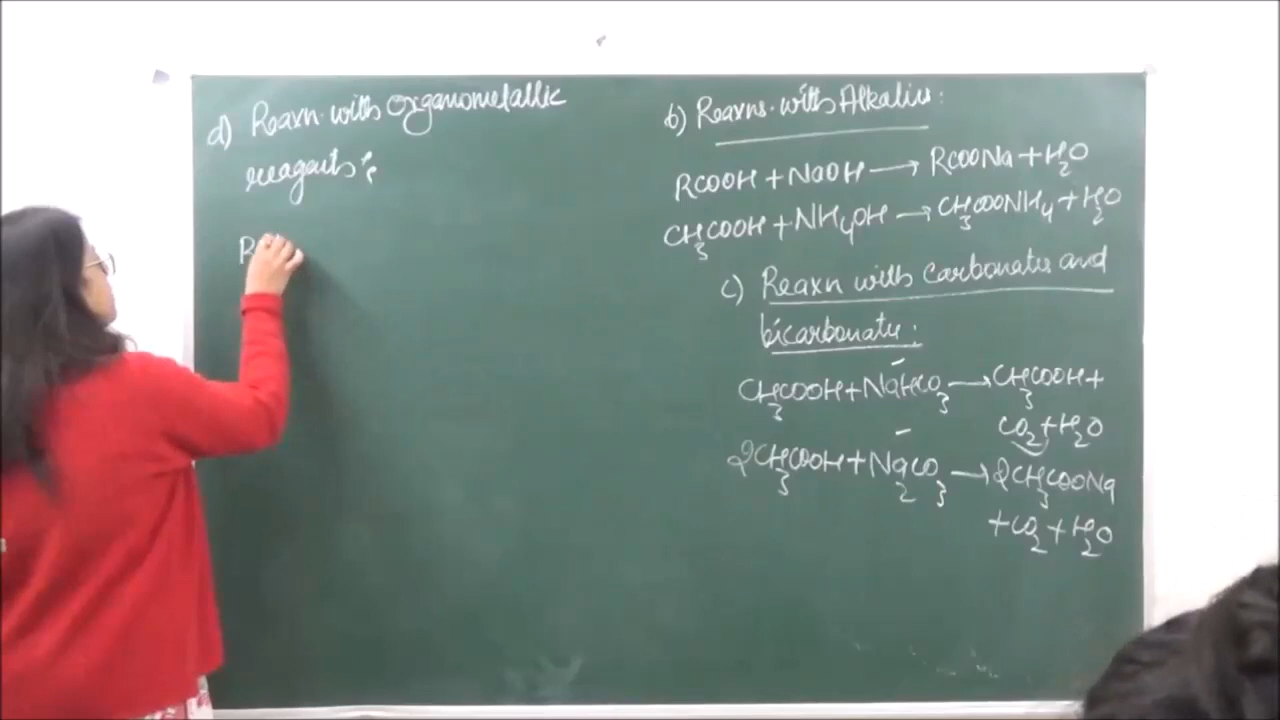 d) Reaxn. with organometallic
reagents :
R
b) Reaxns. with Alkalies:
RCOOH + NaOH → RCOONa + H₂O
CH₃COOH + NH₄OH → CH₃COONH₄ + H₂O
c) Reaxn with carbonates and
bicarbonates:
CH₃COOH + NaHCO₃ → CH₃COOH +
CO₂ + H₂O
2CH₃COOH + Na₂CO₃ → 2CH₃COONa
+ CO₂ + H₂O